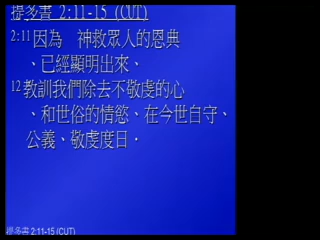 提多書 2:11-15 (CUT)
2:11 因為　神救眾人的恩典
、已經顯明出來、
12 教訓我們除去不敬虔的心
、和世俗的情慾、在今世自守、
公義、敬虔度日．
提多書 2:11-15 (CUT)